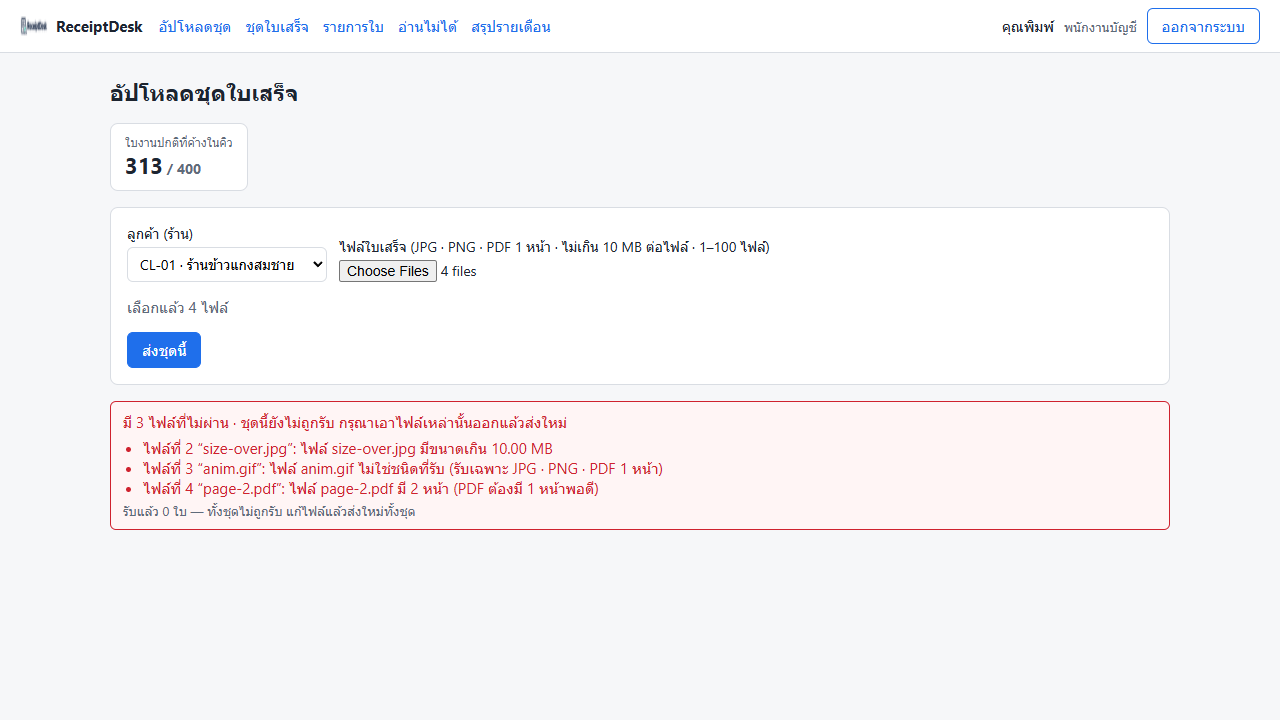 ReceiptDesk อัปโหลดชุด ชุดใบเสร็จ รายการใบ อ่านไม่ได้ สรุปรายเดือน คุณพิมพ์ พนักงานบัญชี ออกจากระบบ
อัปโหลดชุดใบเสร็จ
ใบงานปกติที่ค้างในคิว
313 / 400
ลูกค้า (ร้าน)
ไฟล์ใบเสร็จ (JPG · PNG · PDF 1 หน้า · ไม่เกิน 10 MB ต่อไฟล์ · 1–100 ไฟล์)
CL-01 · ร้านข้าวแกงสมชาย
Choose Files 4 files
เลือกแล้ว 4 ไฟล์
ส่งชุดนี้
มี 3 ไฟล์ที่ไม่ผ่าน · ชุดนี้ยังไม่ถูกรับ กรุณาเอาไฟล์เหล่านั้นออกแล้วส่งใหม่
• ไฟล์ที่ 2 “size-over.jpg”: ไฟล์ size-over.jpg มีขนาดเกิน 10.00 MB
• ไฟล์ที่ 3 “anim.gif”: ไฟล์ anim.gif ไม่ใช่ชนิดที่รับ (รับเฉพาะ JPG · PNG · PDF 1 หน้า)
• ไฟล์ที่ 4 “page-2.pdf”: ไฟล์ page-2.pdf มี 2 หน้า (PDF ต้องมี 1 หน้าพอดี)
รับแล้ว 0 ใบ — ทั้งชุดไม่ถูกรับ แก้ไฟล์แล้วส่งใหม่ทั้งชุด